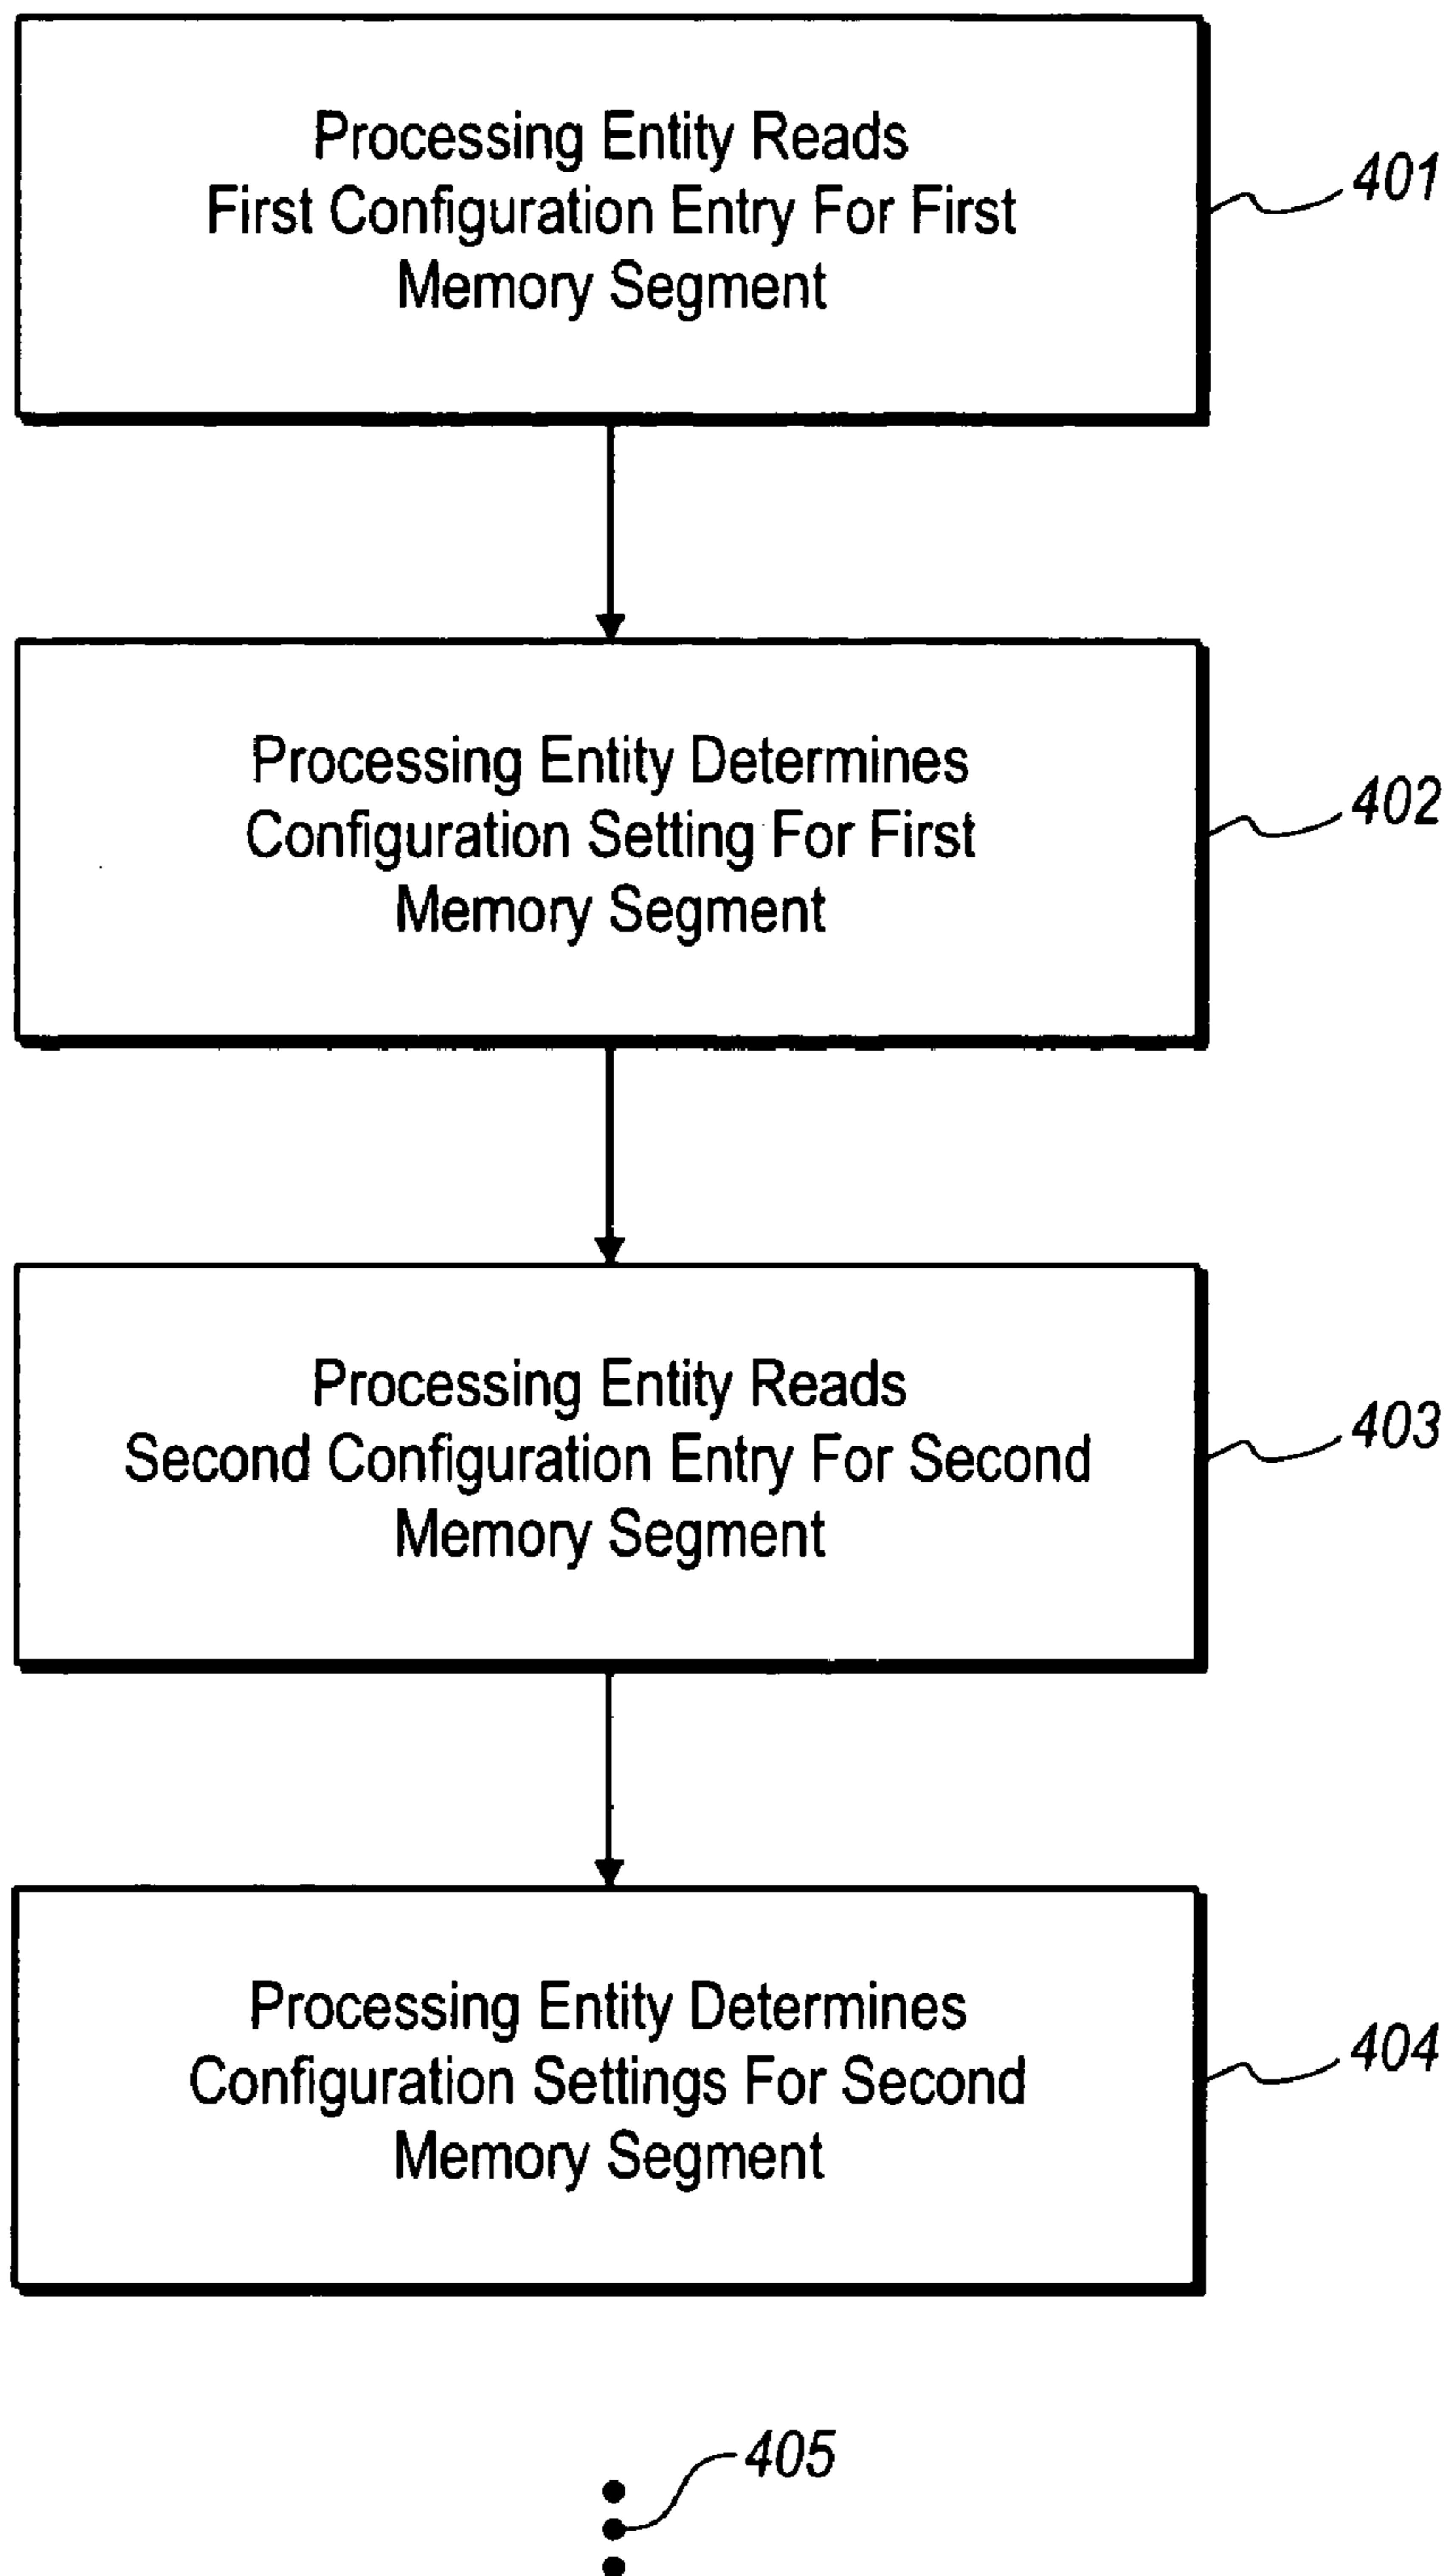 Processing Entity Reads
First Configuration Entry For First
Memory Segment
401
Processing Entity Determines
Configuration Setting For First
Memory Segment
402
Processing Entity Reads
Second Configuration Entry For Second
Memory Segment
403
Processing Entity Determines
Configuration Settings For Second
Memory Segment
404
405